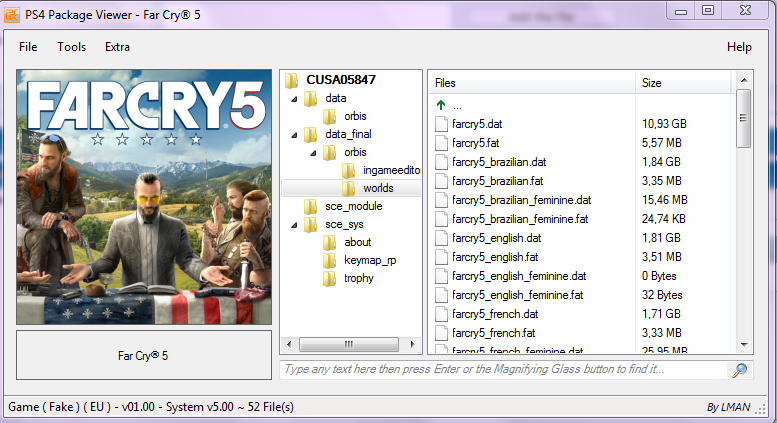 PS4 Package Viewer - Far Cry® 5
File Tools Extra Help
FARCRY5
Far Cry® 5
CUSA05847
data
orbis
data_final
orbis
ingameedito
worlds
sce_module
sce_sys
about
keymap_rp
trophy
Files Size
...
farcry5.dat 10,93 GB
farcry5.fat 5,57 MB
farcry5_brazilian.dat 1,84 GB
farcry5_brazilian.fat 3,35 MB
farcry5_brazilian_feminine.dat 15,46 MB
farcry5_brazilian_feminine.fat 24,74 KB
farcry5_english.dat 1,81 GB
farcry5_english.fat 3,51 MB
farcry5_english_feminine.dat 0 Bytes
farcry5_english_feminine.fat 32 Bytes
farcry5_french.dat 1,71 GB
farcry5_french.fat 3,33 MB
farcry5_french_feminine.dat 25,95 MB
Type any text here then press Enter or the Magnifying Glass button to find it...
Game ( Fake ) ( EU ) - v01.00 - System v5.00 ~ 52 File(s) By LMAN